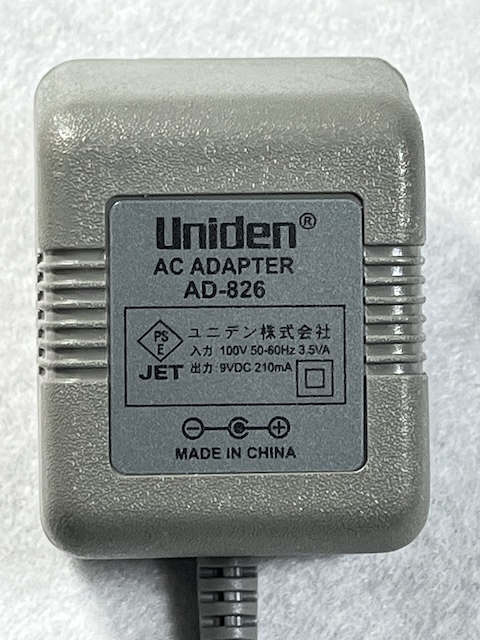 Uniden®
AC ADAPTER
AD-826
PS
E
JET
ユニデン株式会社
入力 100V 50-60Hz 3.5VA
出力 9VDC 210mA
MADE IN CHINA